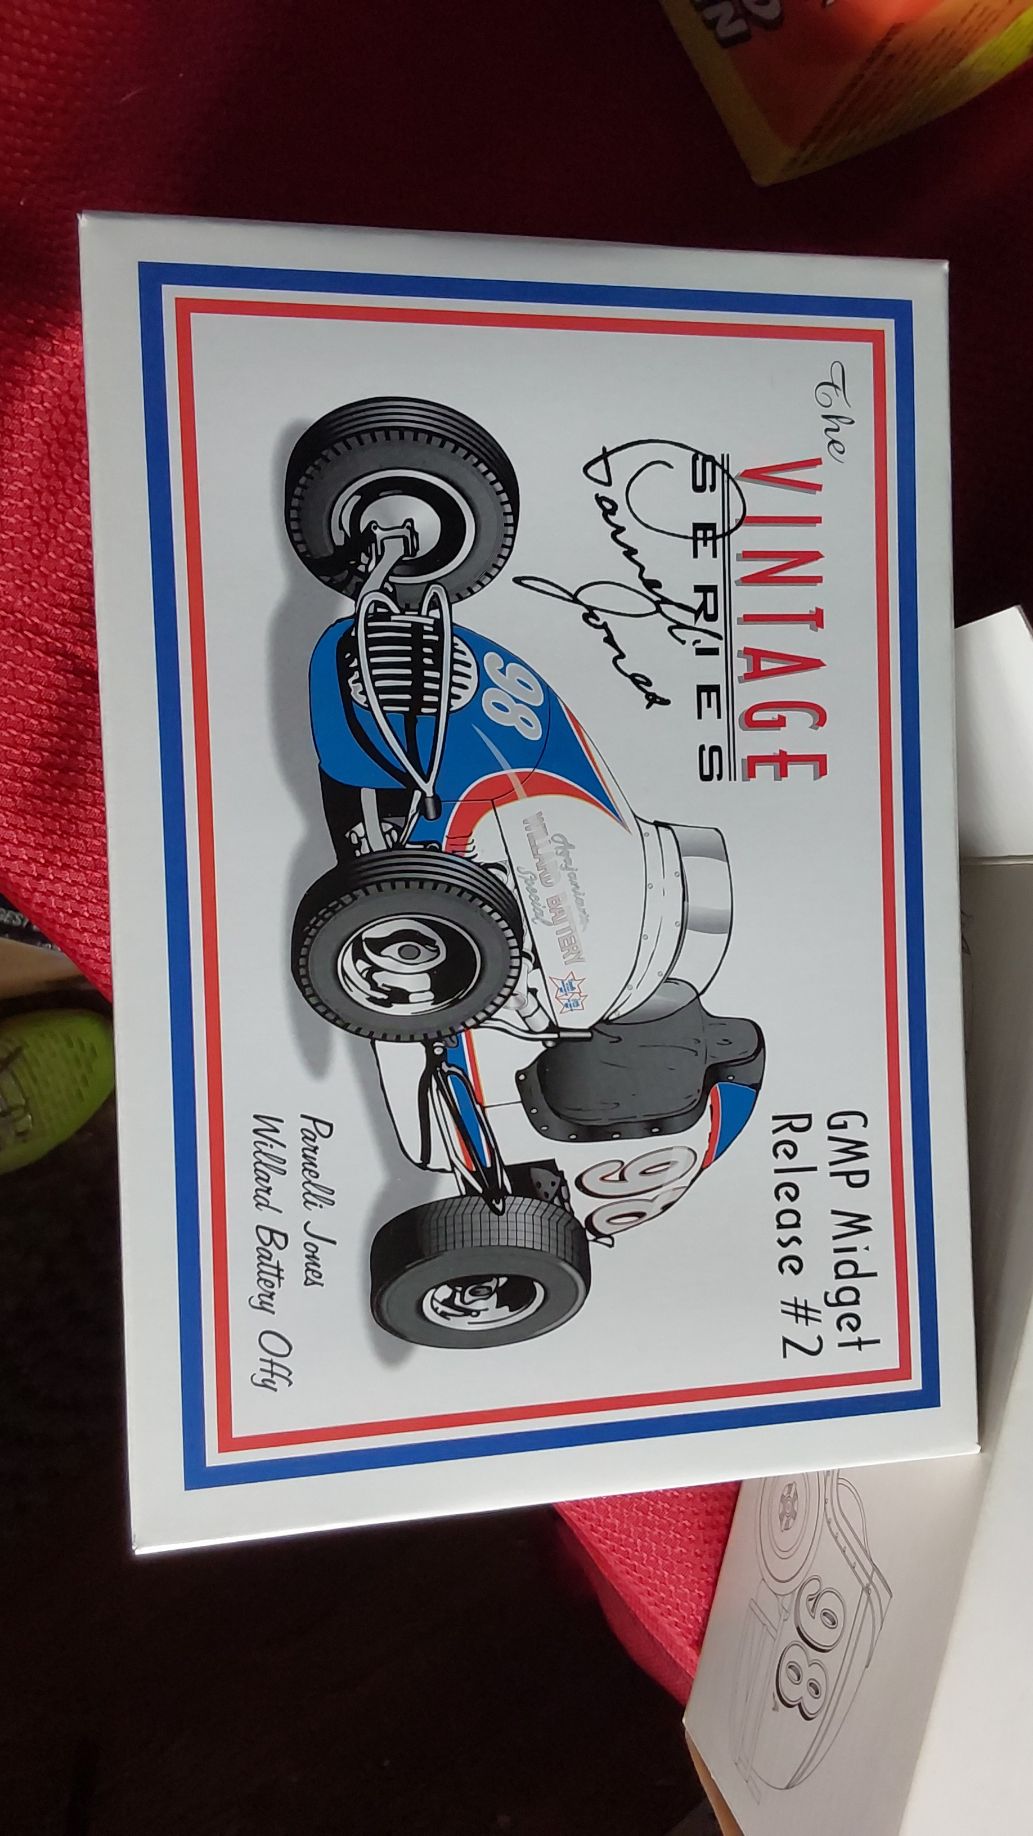 The
VINTAGE
SERIES
Parnelli
Jones
GMP Midget
Release #2
98
Agajanian's
WILLARD BATTERY
Special
98
Parnelli Jones
Willard Battery Offy
98